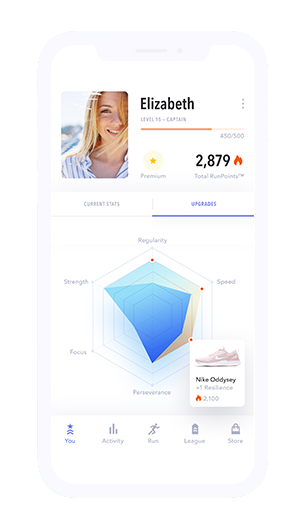 Elizabeth
LEVEL 15 – CAPTAIN
450/500
2,879
Premium
Total RunPoints™
CURRENT STATS
UPGRADES
Regularity
Strength
Speed
Focus
Perseverance
Nike Oddysey
+1 Resilience
2,100
You
Activity
Run
League
Store